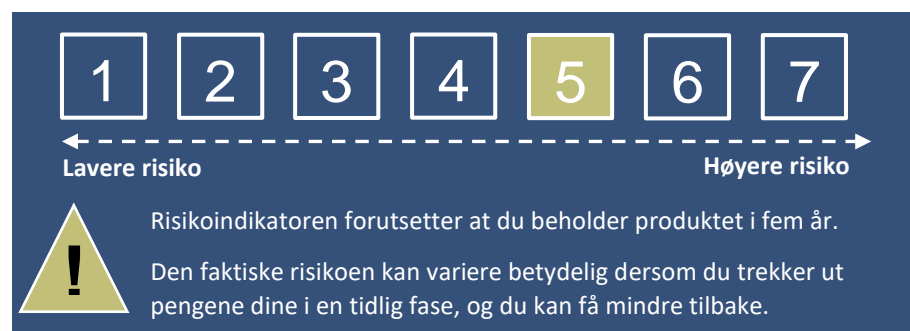 1 2 3 4 5 6 7
Lavere risiko Høyere risiko
Risikoindikatoren forutsetter at du beholder produktet i fem år.
!
Den faktiske risikoen kan variere betydelig dersom du trekker ut
pengene dine i en tidlig fase, og du kan få mindre tilbake.